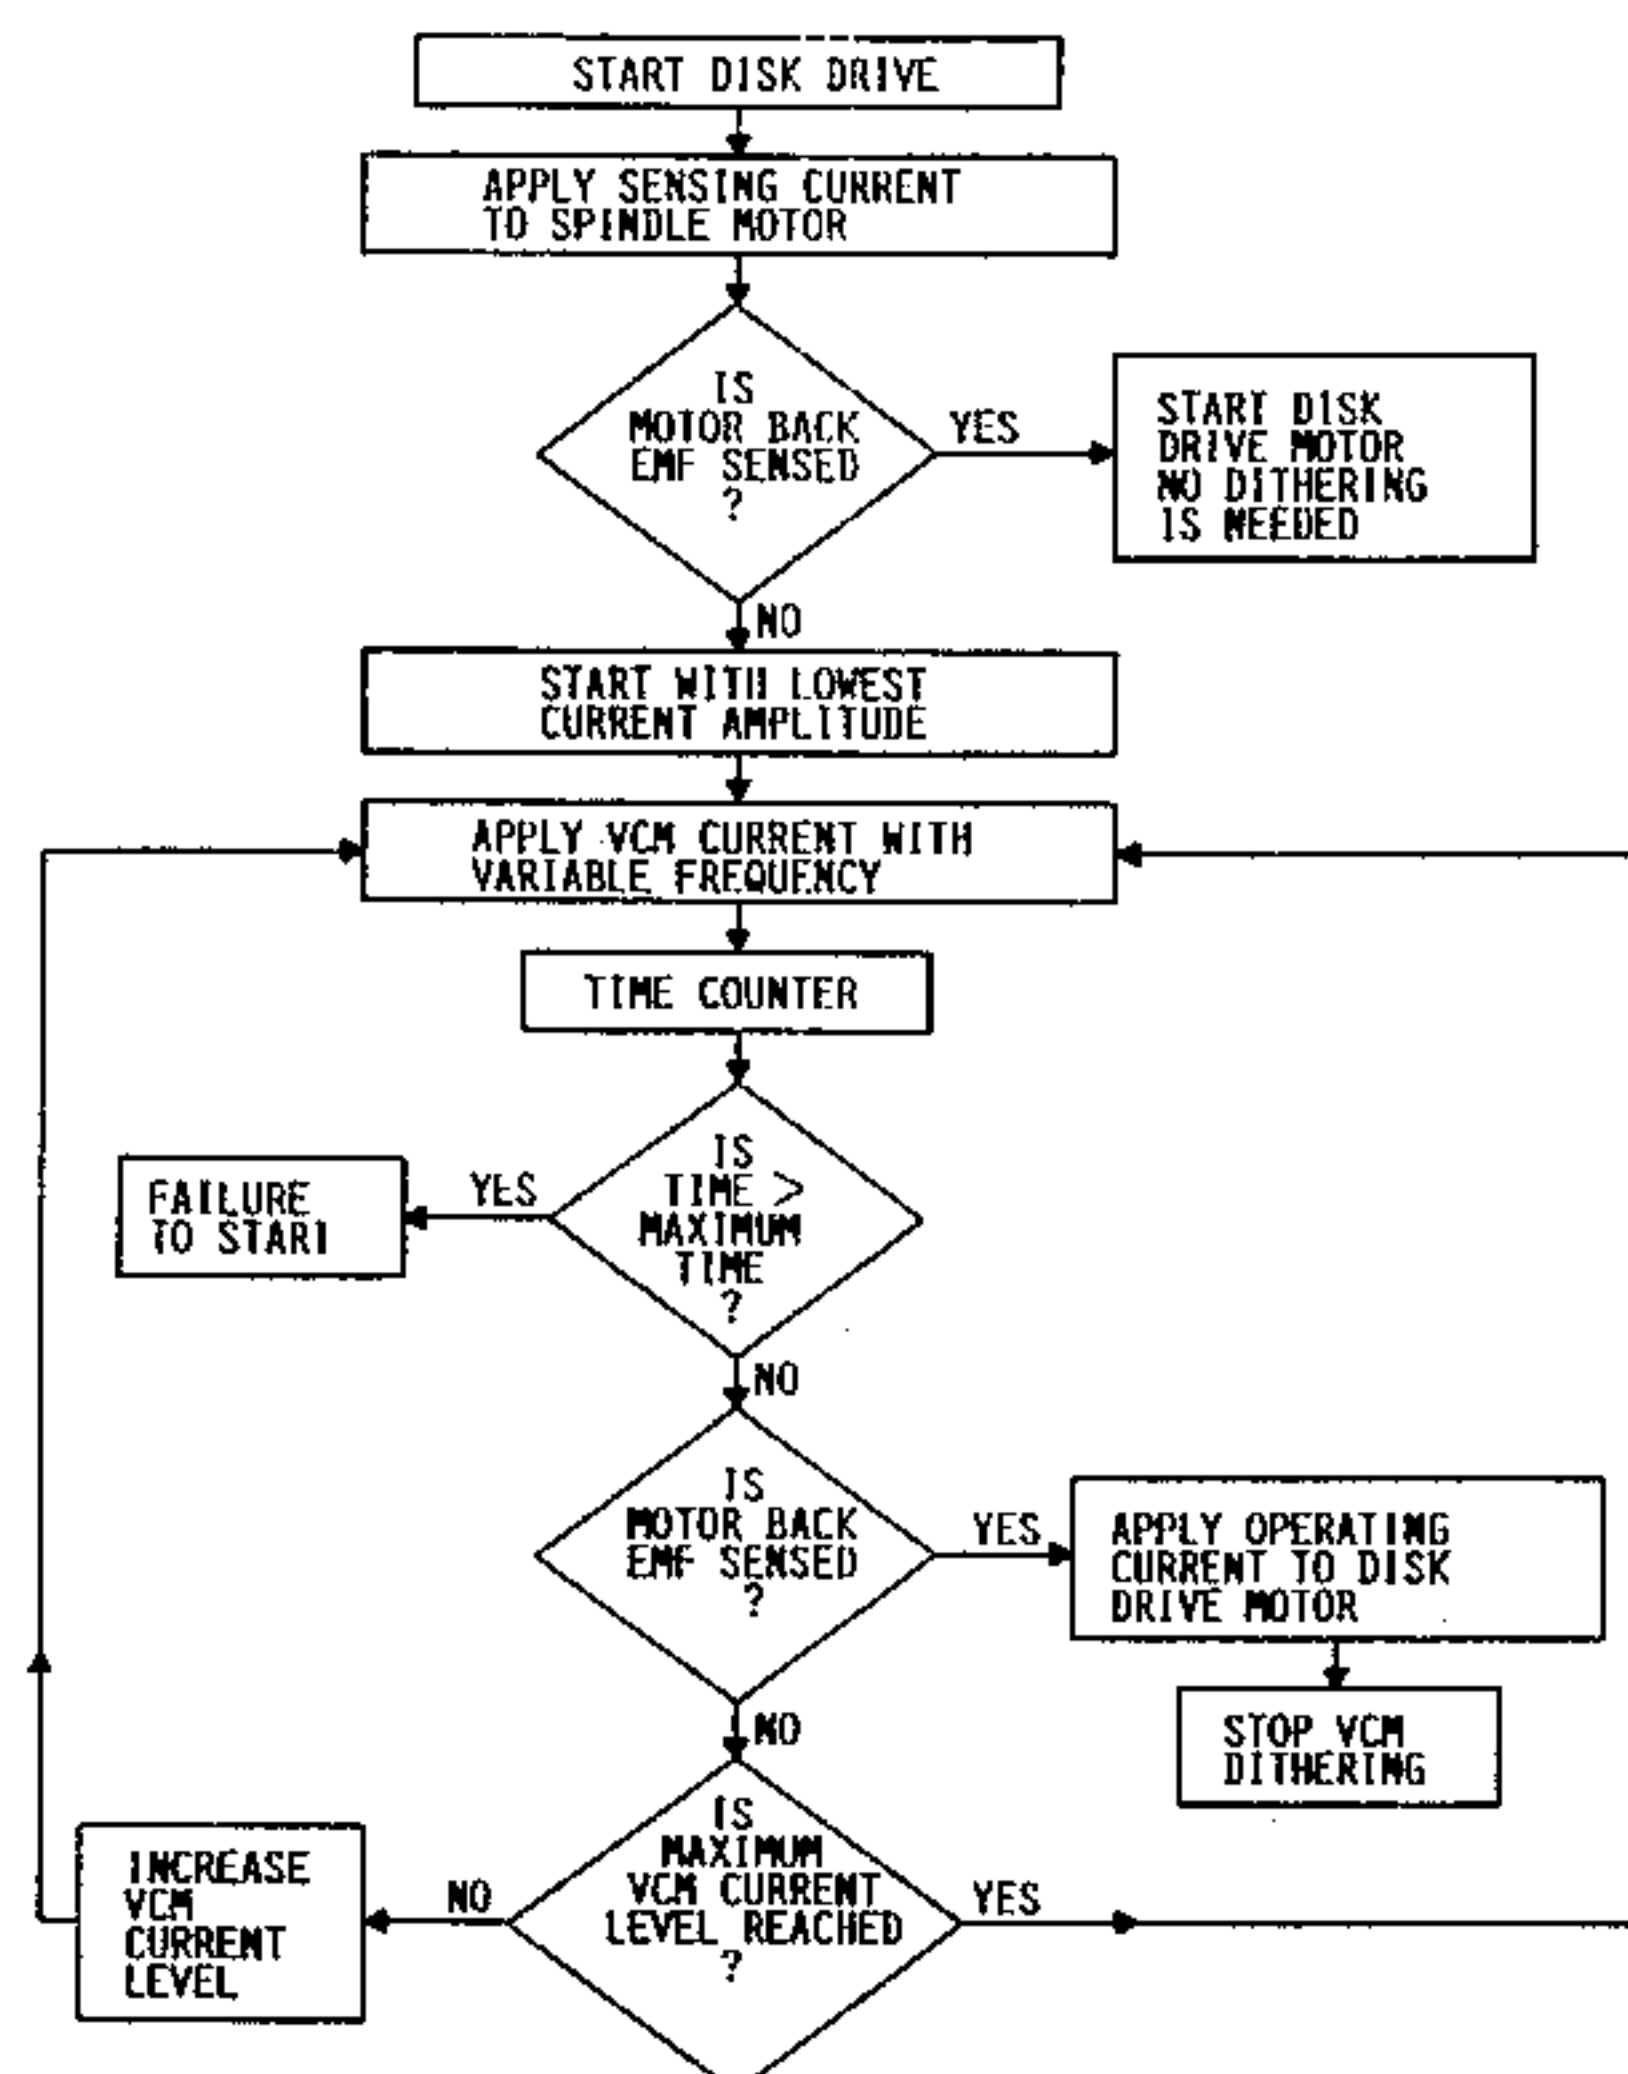 START DISK DRIVE
APPLY SENSING CURRENT
TO SPINDLE MOTOR
IS
MOTOR BACK
EMF SENSED
?
YES
START DISK
DRIVE MOTOR
NO DITHERING
IS NEEDED
NO
START WITH LOWEST
CURRENT AMPLITUDE
APPLY VCM CURRENT WITH
VARIABLE FREQUENCY
TIME COUNTER
IS
TIME >
MAXIMUM
TIME
?
YES
FAILURE
TO START
NO
IS
MOTOR BACK
EMF SENSED
?
YES
APPLY OPERATING
CURRENT TO DISK
DRIVE MOTOR
STOP VCM
DITHERING
NO
IS
MAXIMUM
VCM CURRENT
LEVEL REACHED
?
NO
INCREASE
VCM
CURRENT
LEVEL
YES